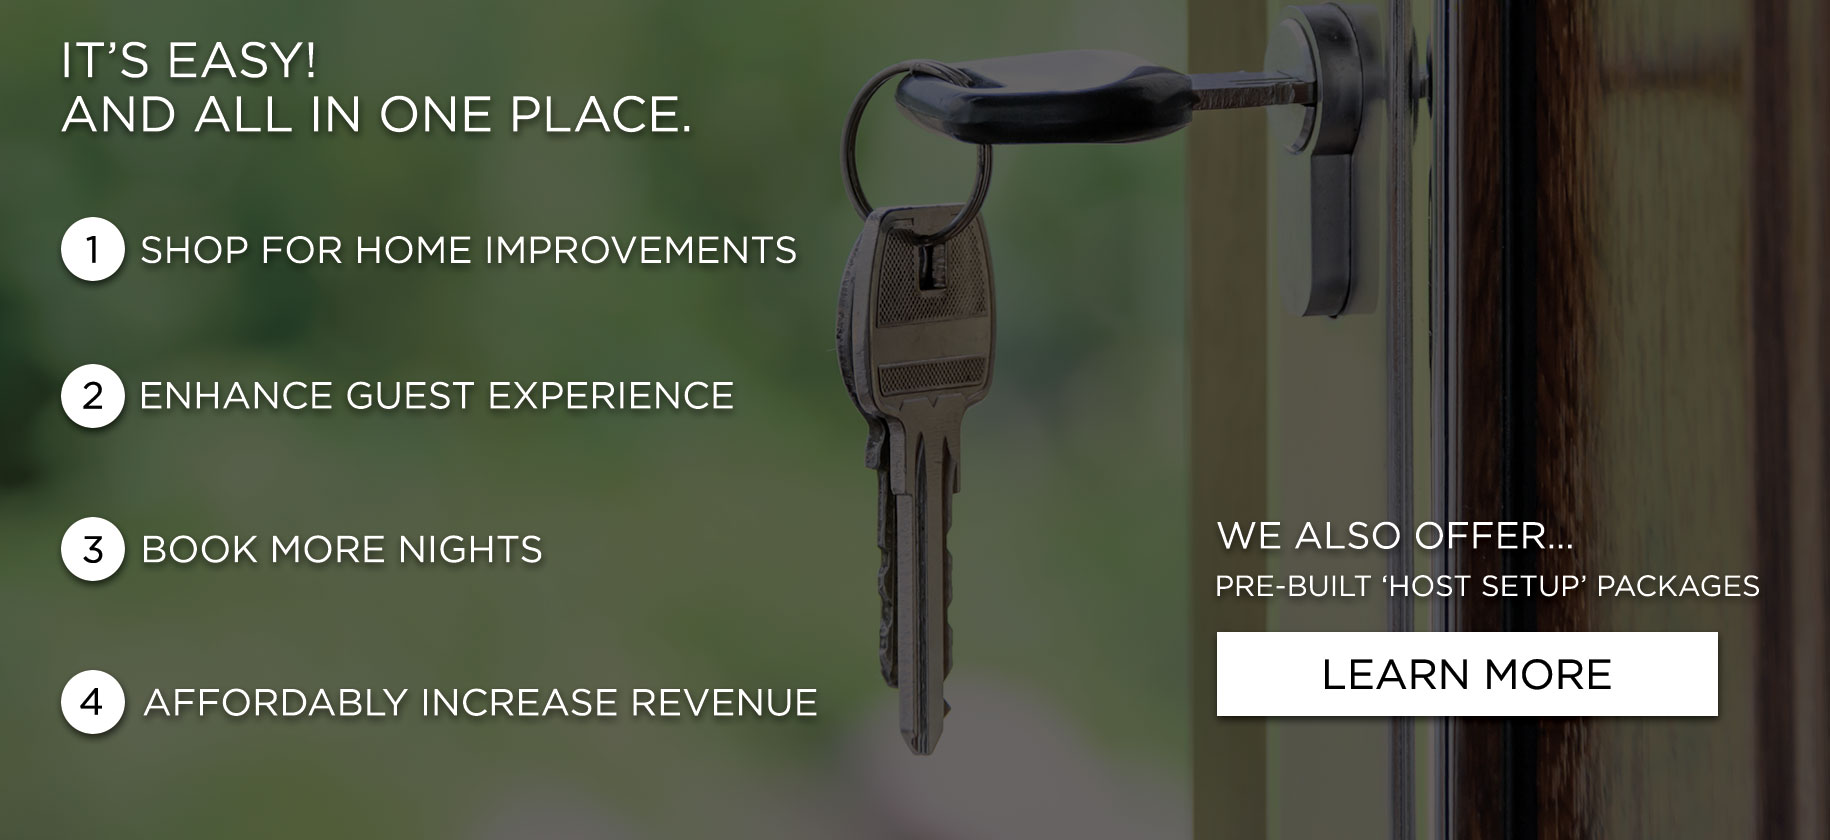 IT’S EASY!
AND ALL IN ONE PLACE.
1 SHOP FOR HOME IMPROVEMENTS
2 ENHANCE GUEST EXPERIENCE
3 BOOK MORE NIGHTS
4 AFFORDABLY INCREASE REVENUE
WE ALSO OFFER...
PRE-BUILT ‘HOST SETUP’ PACKAGES
LEARN MORE